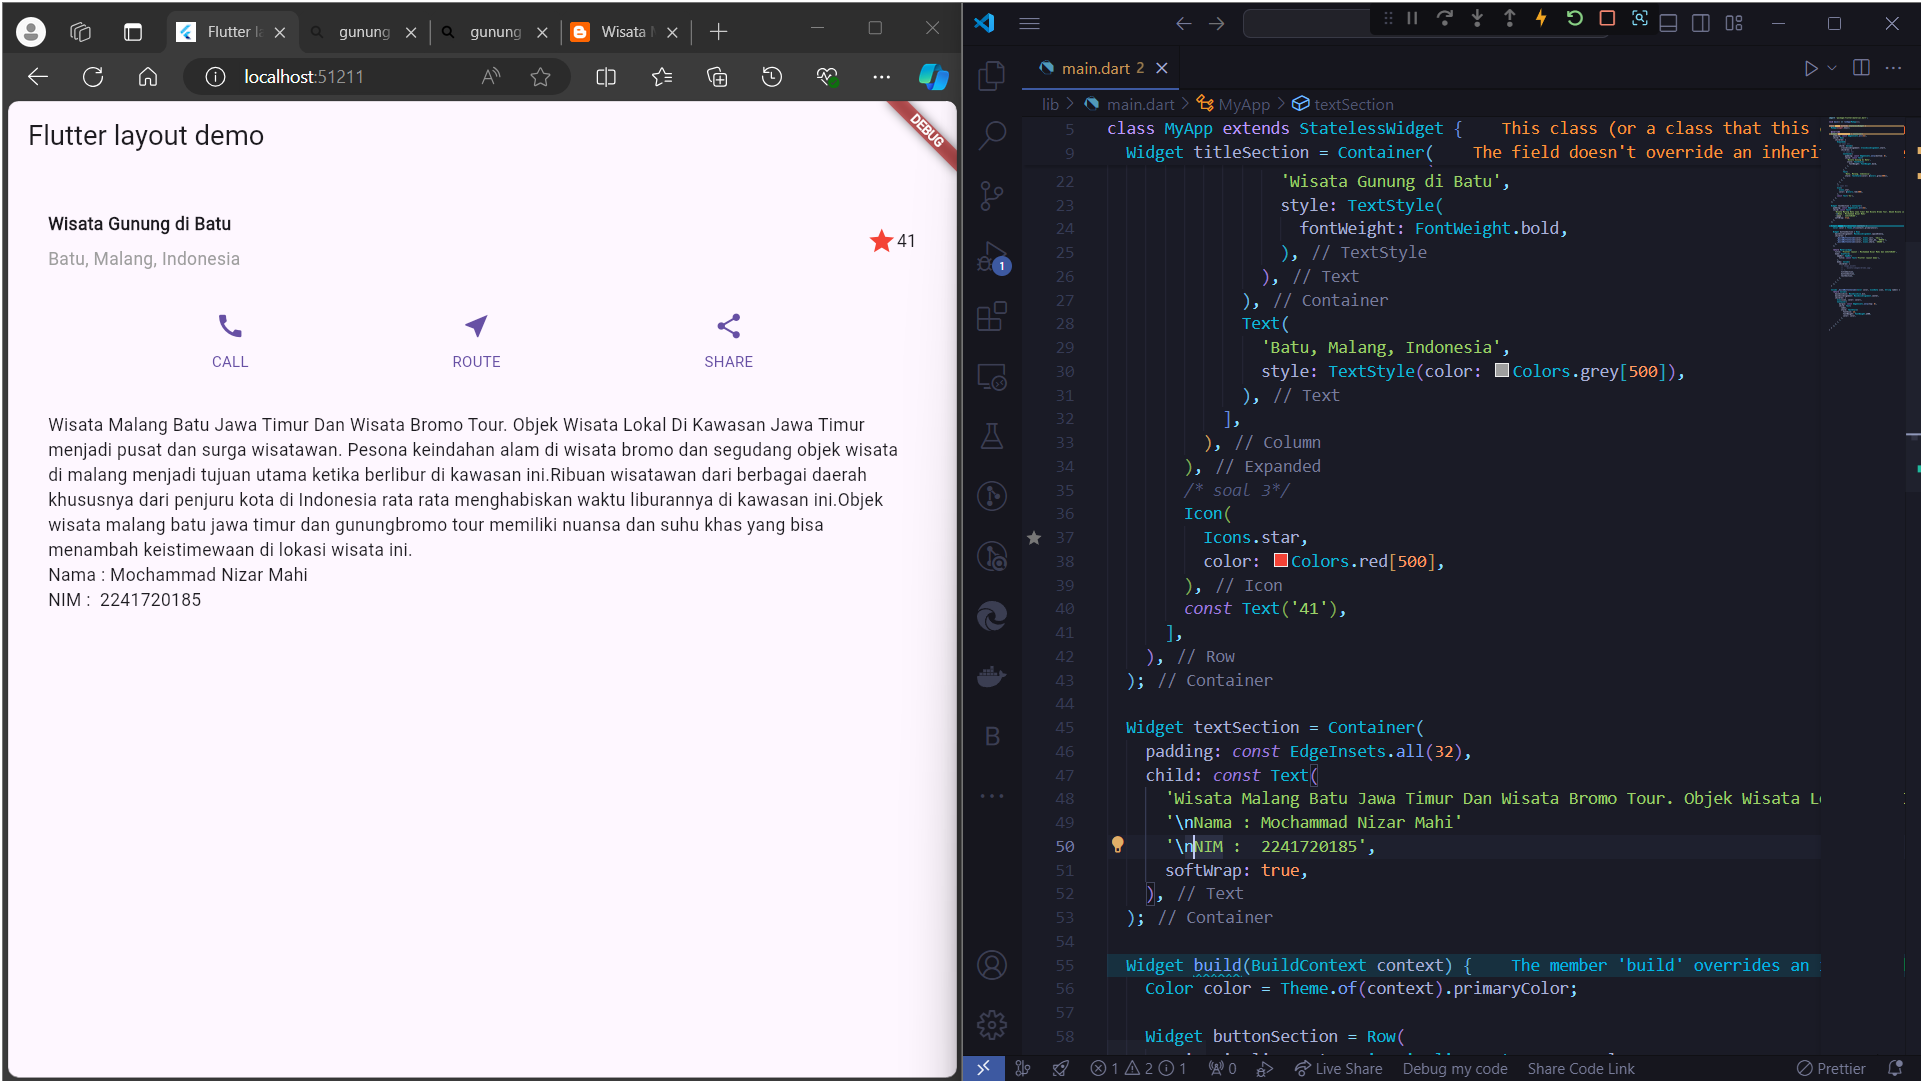 Flutter la
gunung
gunung
Wisata M
localhost:51211
Flutter layout demo
DEBUG
Wisata Gunung di Batu
Batu, Malang, Indonesia
41
CALL
ROUTE
SHARE
Wisata Malang Batu Jawa Timur Dan Wisata Bromo Tour. Objek Wisata Lokal Di Kawasan Jawa Timur
menjadi pusat dan surga wisatawan. Pesona keindahan alam di wisata bromo dan segudang objek wisata
di malang menjadi tujuan utama ketika berlibur di kawasan ini.Ribuan wisatawan dari berbagai daerah
khususnya dari penjuru kota di Indonesia rata rata menghabiskan waktu liburannya di kawasan ini.Objek
wisata malang batu jawa timur dan gunungbromo tour memiliki nuansa dan suhu khas yang bisa
menambah keistimewaan di lokasi wisata ini.
Nama : Mochammad Nizar Mahi
NIM :  2241720185
main.dart 2
lib > main.dart > MyApp > textSection
5 class MyApp extends StatelessWidget {    This class (or a class that this
9 Widget titleSection = Container(    The field doesn't override an inherit
22 'Wisata Gunung di Batu',
23 style: TextStyle(
24 fontWeight: FontWeight.bold,
25 ), // TextStyle
26 ), // Text
27 ), // Container
28 Text(
29 'Batu, Malang, Indonesia',
30 style: TextStyle(color: Colors.grey[500]),
31 ), // Text
32 ],
33 ), // Column
34 ), // Expanded
35 /* soal 3*/
36 Icon(
37 Icons.star,
38 color: Colors.red[500],
39 ), // Icon
40 const Text('41'),
41 ],
42 ), // Row
43 ); // Container
44
45 Widget textSection = Container(
46 padding: const EdgeInsets.all(32),
47 child: const Text(
48 'Wisata Malang Batu Jawa Timur Dan Wisata Bromo Tour. Objek Wisata Lo
49 '\nNama : Mochammad Nizar Mahi'
50 '\nNIM :  2241720185',
51 softWrap: true,
52 ), // Text
53 ); // Container
54
55 Widget build(BuildContext context) {    The member 'build' overrides an
56 Color color = Theme.of(context).primaryColor;
57
58 Widget buttonSection = Row(
1
B
1 2 1 0 Live Share Debug my code Share Code Link Prettier